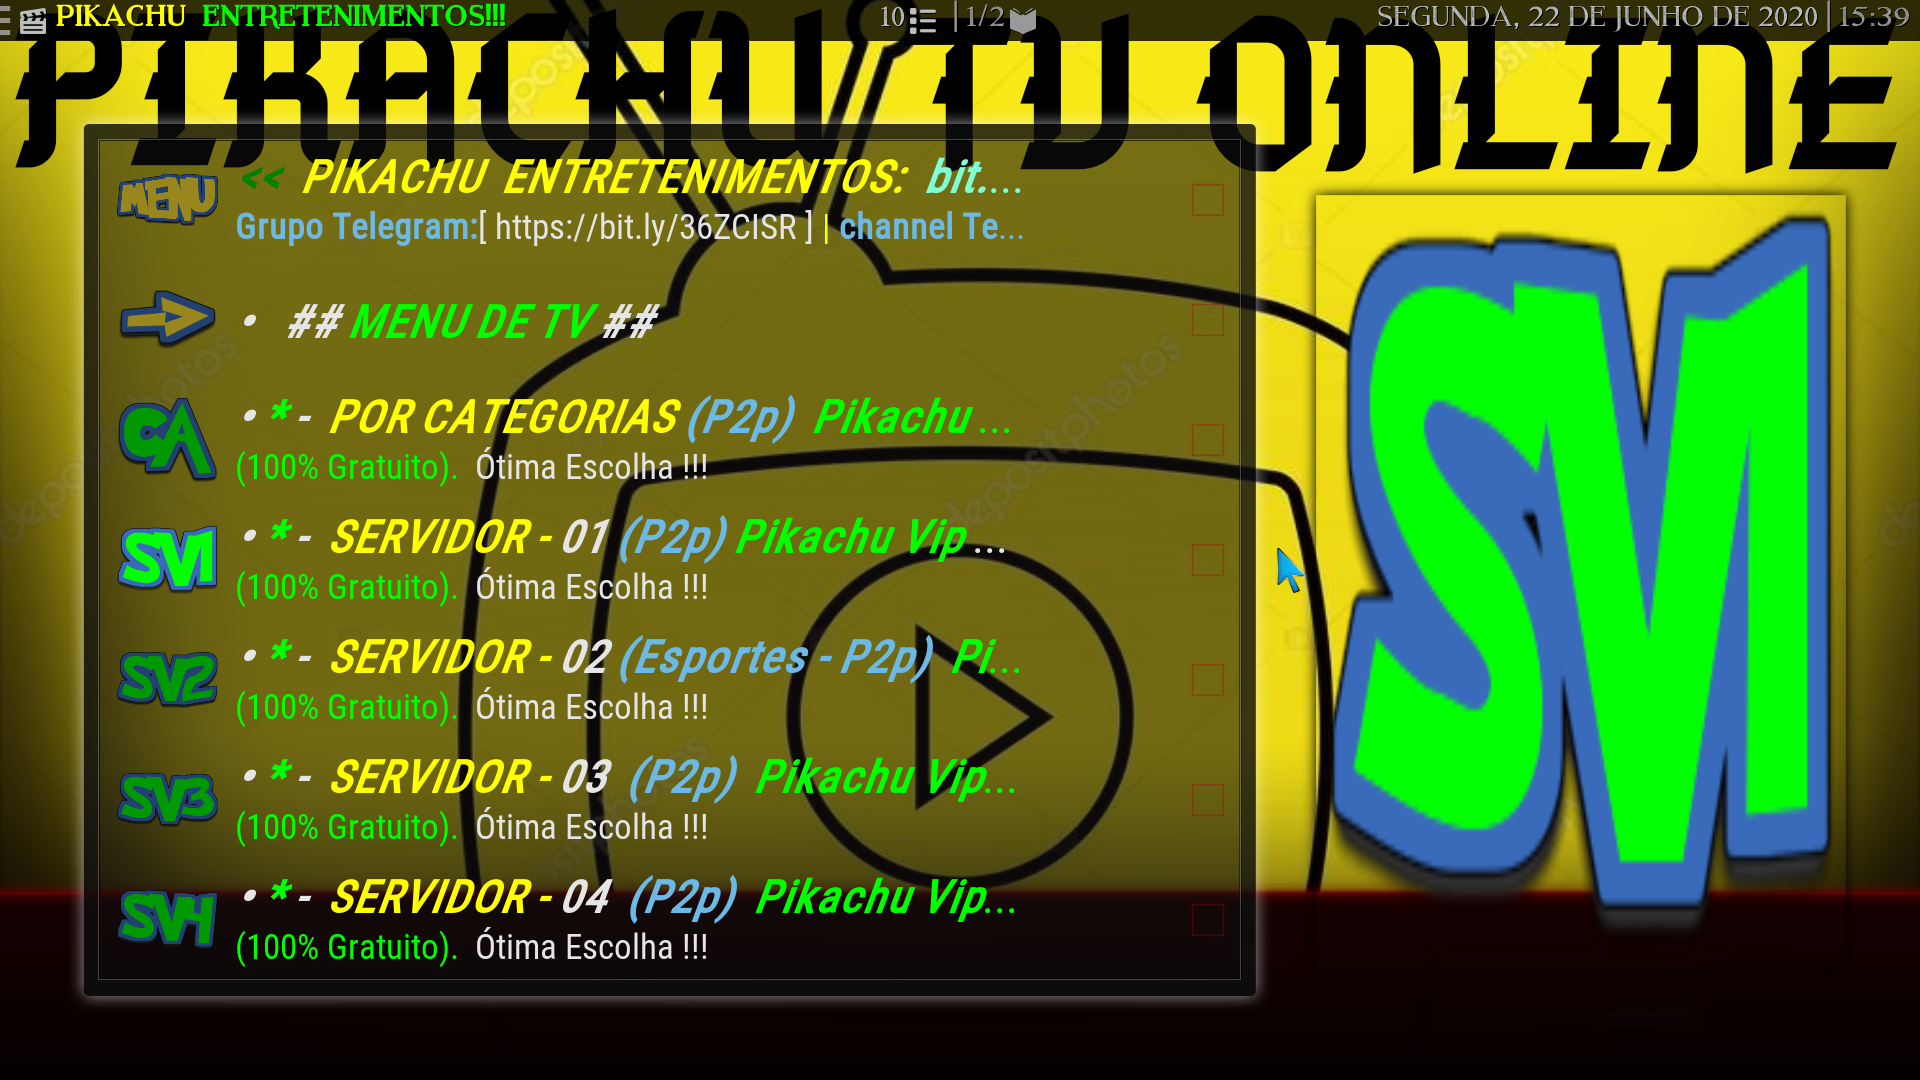 PIKACHU ENTRETENIMENTOS!!!
10
1/2
SEGUNDA, 22 DE JUNHO DE 2020 | 15:39
PIKACHU TV ONLINE
MENU
<< PIKACHU ENTRETENIMENTOS: bit....
Grupo Telegram:[ https://bit.ly/36ZCISR ] | channel Te...
• ## MENU DE TV ##
CA
• * - POR CATEGORIAS (P2p) Pikachu ...
(100% Gratuito). Ótima Escolha !!!
SV1
• * - SERVIDOR - 01 (P2p) Pikachu Vip ...
(100% Gratuito). Ótima Escolha !!!
SV2
• * - SERVIDOR - 02 (Esportes - P2p) Pi...
(100% Gratuito). Ótima Escolha !!!
SV3
• * - SERVIDOR - 03 (P2p) Pikachu Vip...
(100% Gratuito). Ótima Escolha !!!
SV4
• * - SERVIDOR - 04 (P2p) Pikachu Vip...
(100% Gratuito). Ótima Escolha !!!
SV1
depositphotos
depositphotos
depositphotos